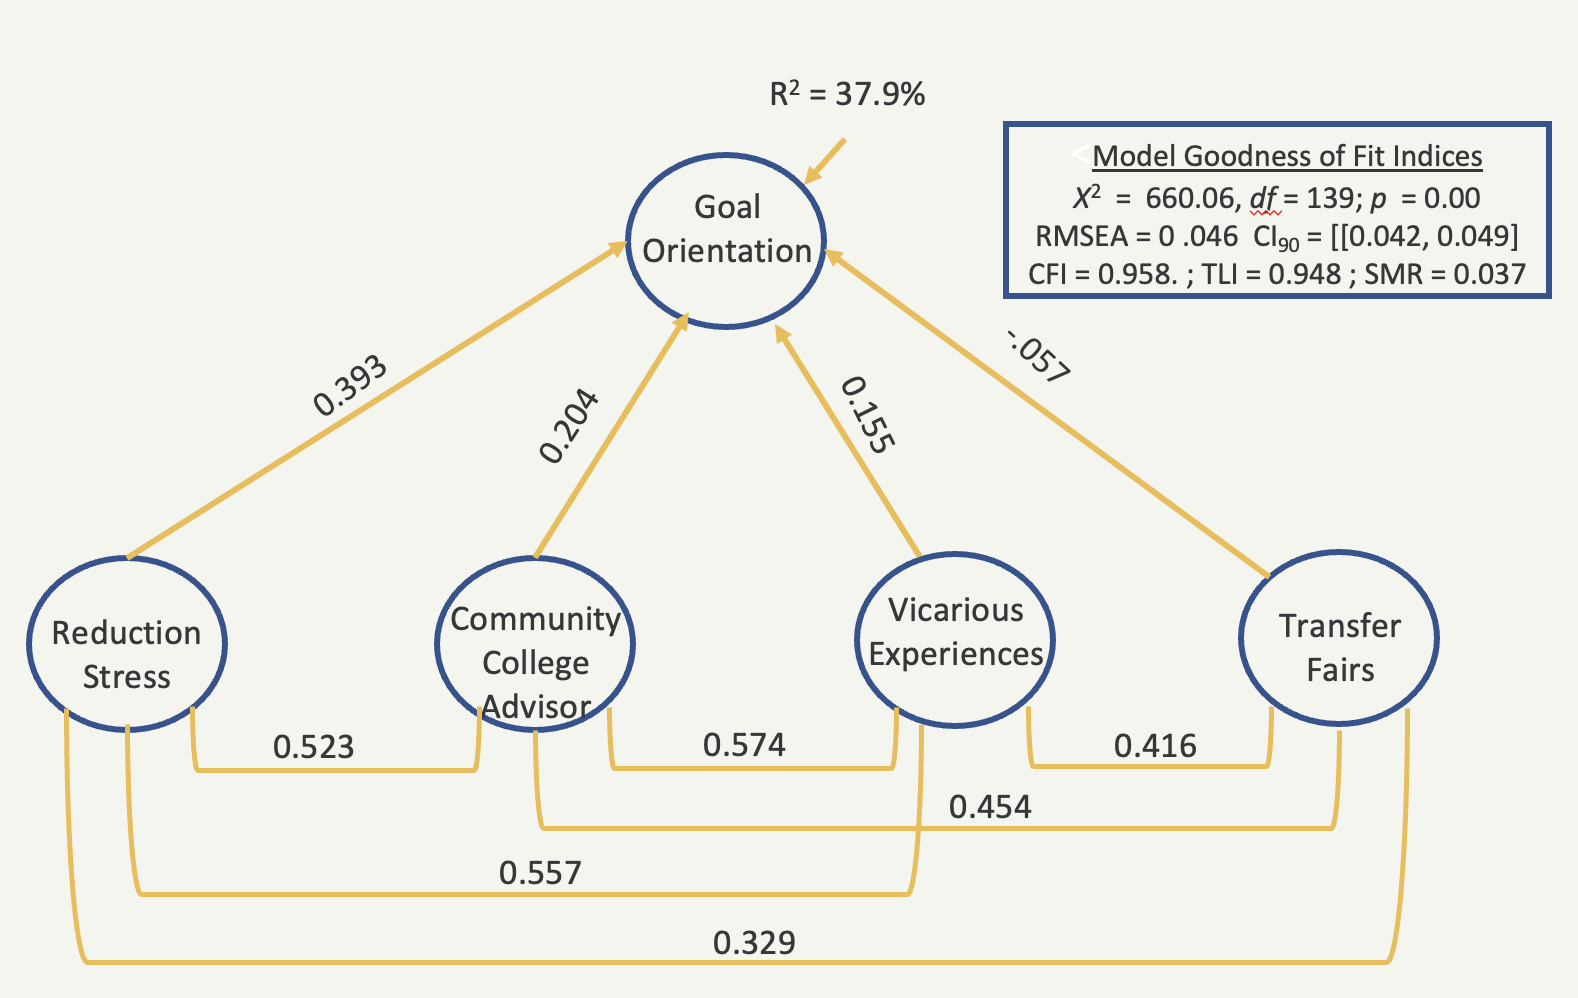 R² = 37.9%
Goal
Orientation
<Model Goodness of Fit Indices
X² = 660.06, df = 139; p = 0.00
RMSEA = 0 .046 CI₉₀ = [[0.042, 0.049]
CFI = 0.958. ; TLI = 0.948 ; SMR = 0.037
0.393
0.204
0.155
-.057
Reduction
Stress
Community
College
Advisor
Vicarious
Experiences
Transfer
Fairs
0.523
0.574
0.416
0.454
0.557
0.329